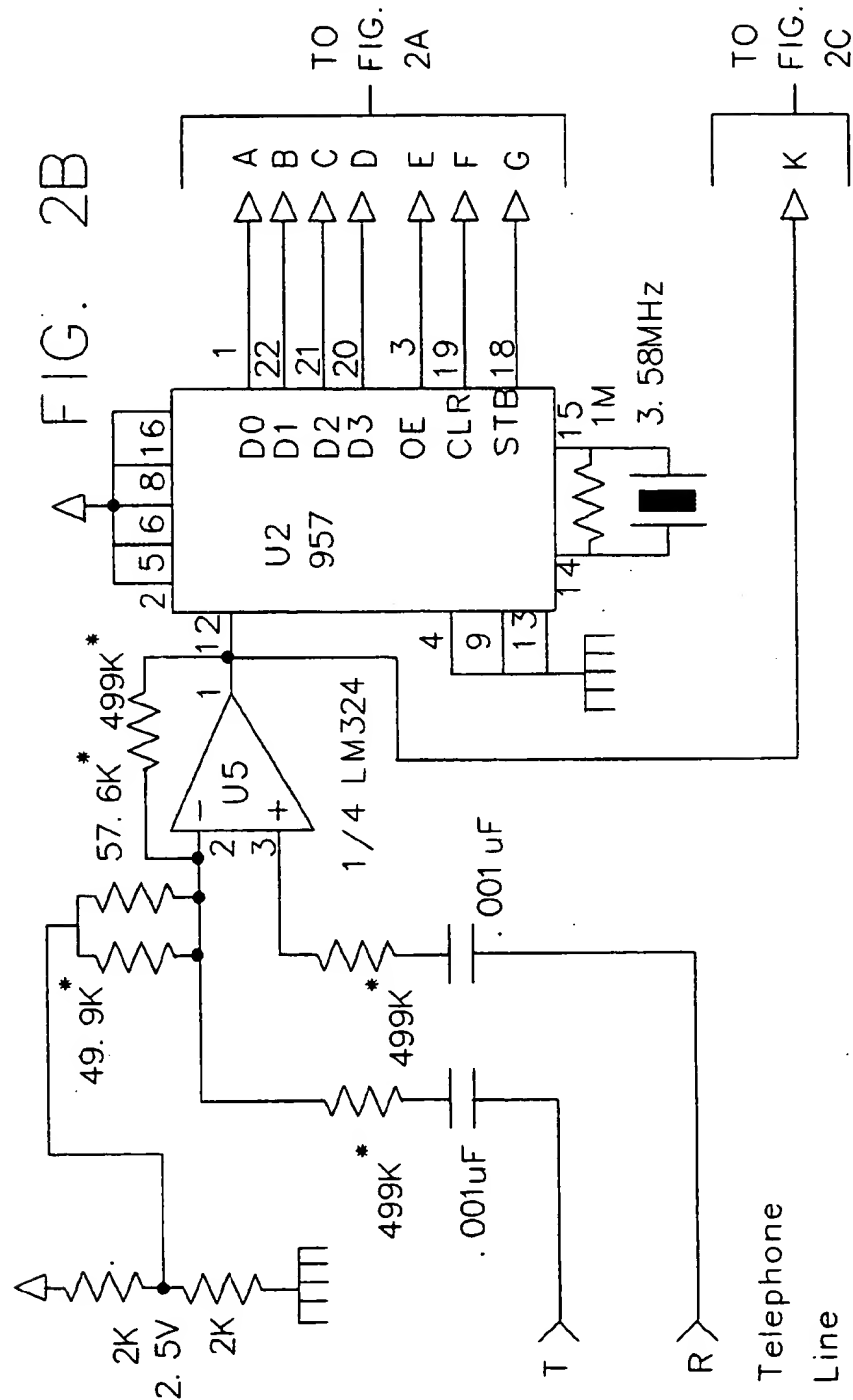 FIG. 2B
TO
FIG.
2A
A
B
C
D
E
F
G
TO
FIG.
2C
K
2
5
6
8
16
1
22
21
20
3
19
18
D0
D1
D2
D3
OE
CLR
STB
U2
957
12
4
9
13
14
15
1M
3.58MHz
499K*
57.6K*
49.9K*
1
2
3
−
+
U5
1/4 LM324
2K
2.5V
2K
499K*
.001uF
499K*
.001uF
T
R
Telephone
Line